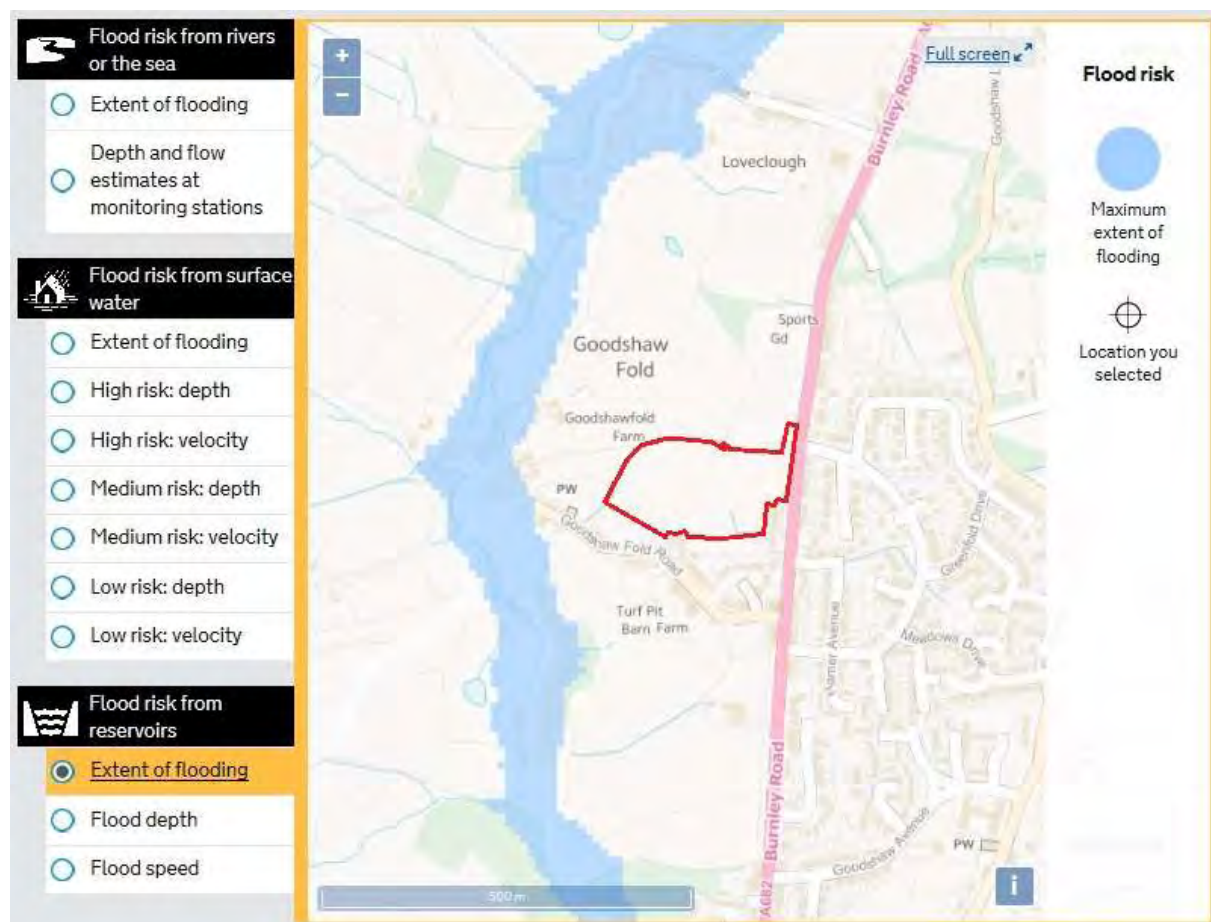 Flood risk from rivers
or the sea
Extent of flooding
Depth and flow
estimates at
monitoring stations
Flood risk from surface
water
Extent of flooding
High risk: depth
High risk: velocity
Medium risk: depth
Medium risk: velocity
Low risk: depth
Low risk: velocity
Flood risk from
reservoirs
Extent of flooding
Flood depth
Flood speed
+
−
Full screen
Burnley Road
Goodshaw L
Loveclough
Sports
Gd
Goodshaw
Fold
Goodshawfold
Farm
PW
Goodshaw Fold Road
Greenfold Drive
Turf Pit
Barn Farm
Hamer Avenue
Meadows Drive
A682 Burnley Road
Goodshaw Avenue
PW
500 m
i
Flood risk
Maximum
extent of
flooding
Location you
selected